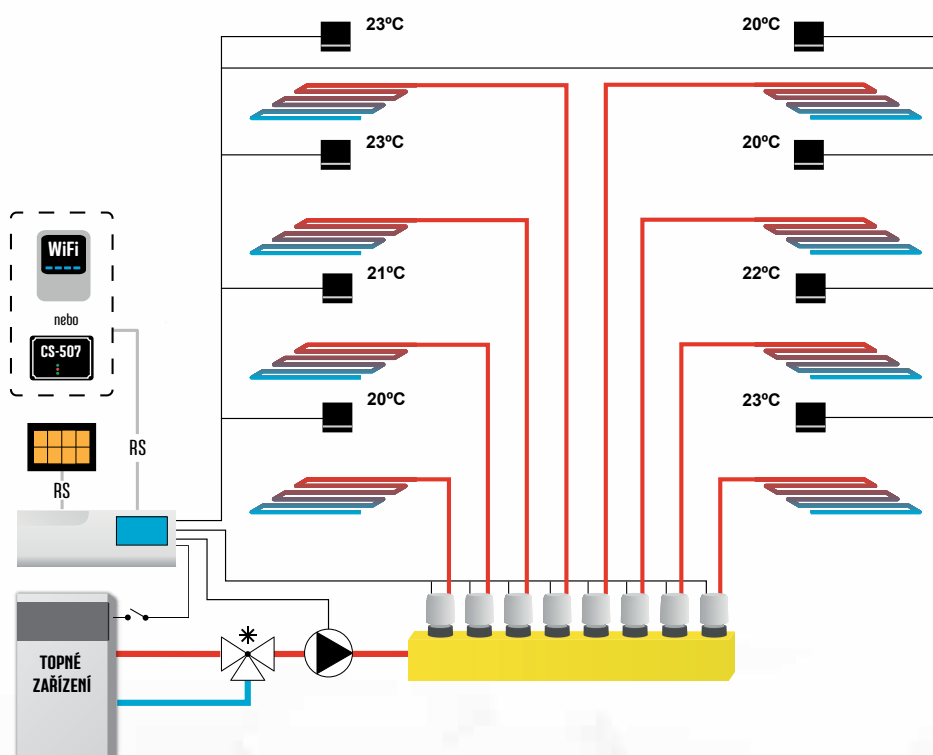 23ºC
20ºC
23ºC
20ºC
WiFi
nebo
CS-507
21ºC
22ºC
20ºC
23ºC
RS
RS
TOPNÉ
ZAŘÍZENÍ